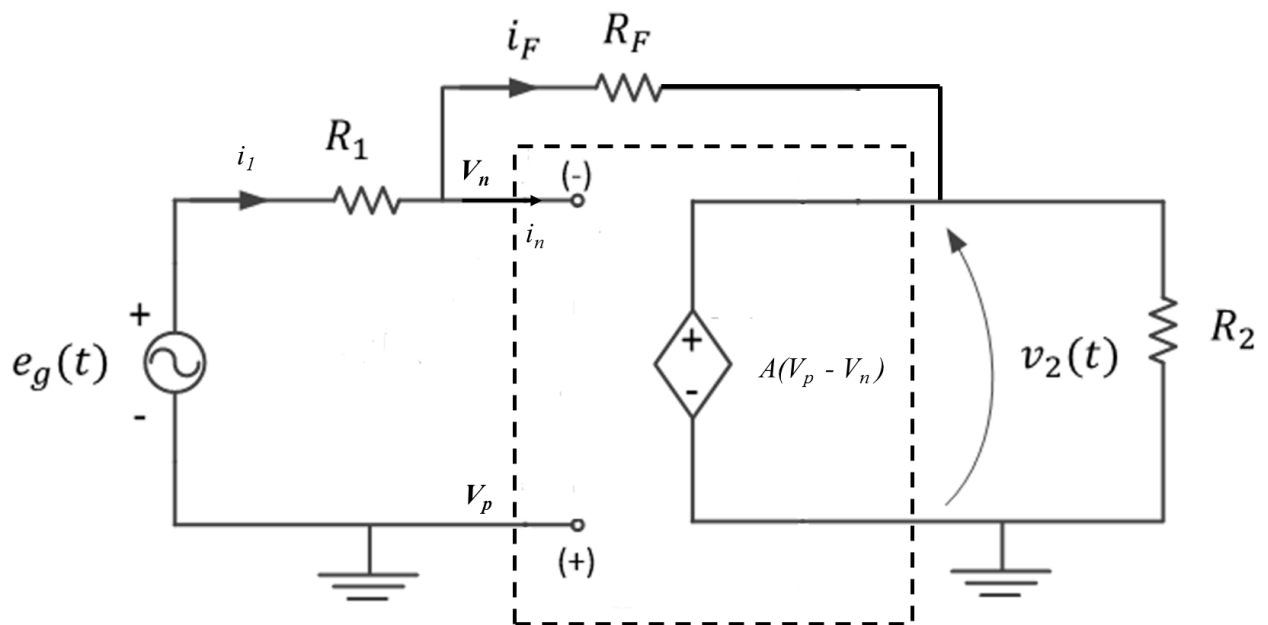 i_F
R_F
i_1
R_1
V_n
(-)
i_n
+
e_g(t)
-
+
-
A(V_p - V_n)
v_2(t)
R_2
V_p
(+)